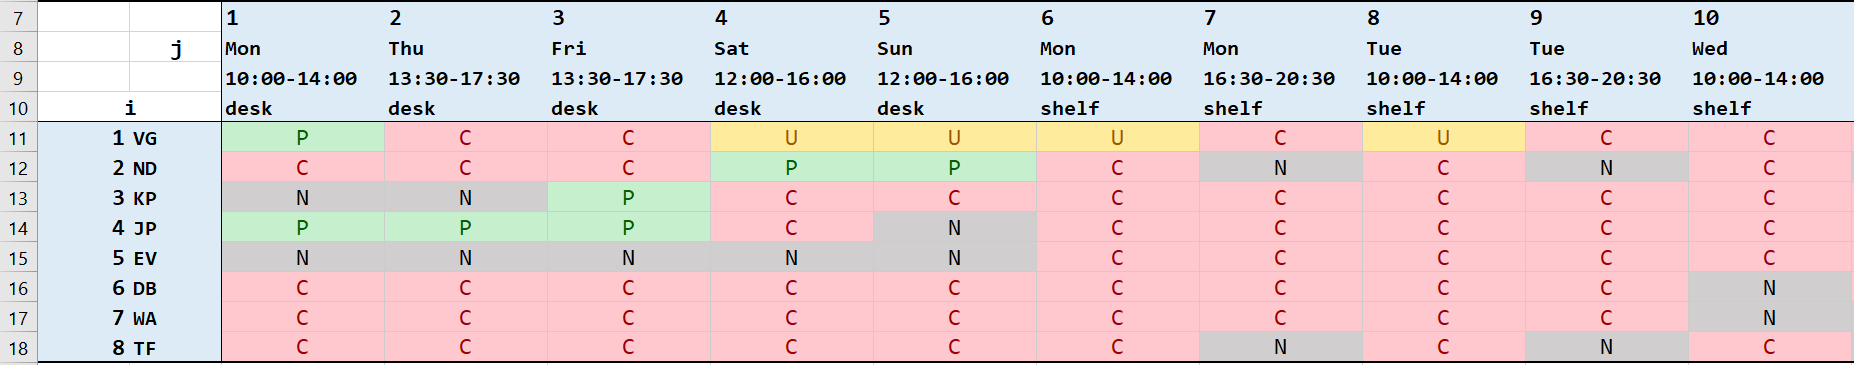 7 1 2 3 4 5 6 7 8 9 10
8 j Mon Thu Fri Sat Sun Mon Mon Tue Tue Wed
9 10:00-14:00 13:30-17:30 13:30-17:30 12:00-16:00 12:00-16:00 10:00-14:00 16:30-20:30 10:00-14:00 16:30-20:30 10:00-14:00
10 i desk desk desk desk desk shelf shelf shelf shelf shelf
11 1 VG P C C U U U C U C C
12 2 ND C C C P P C N C N C
13 3 KP N N P C C C C C C C
14 4 JP P P P C N C C C C C
15 5 EV N N N N N C C C C C
16 6 DB C C C C C C C C C N
17 7 WA C C C C C C C C C N
18 8 TF C C C C C C N C N C